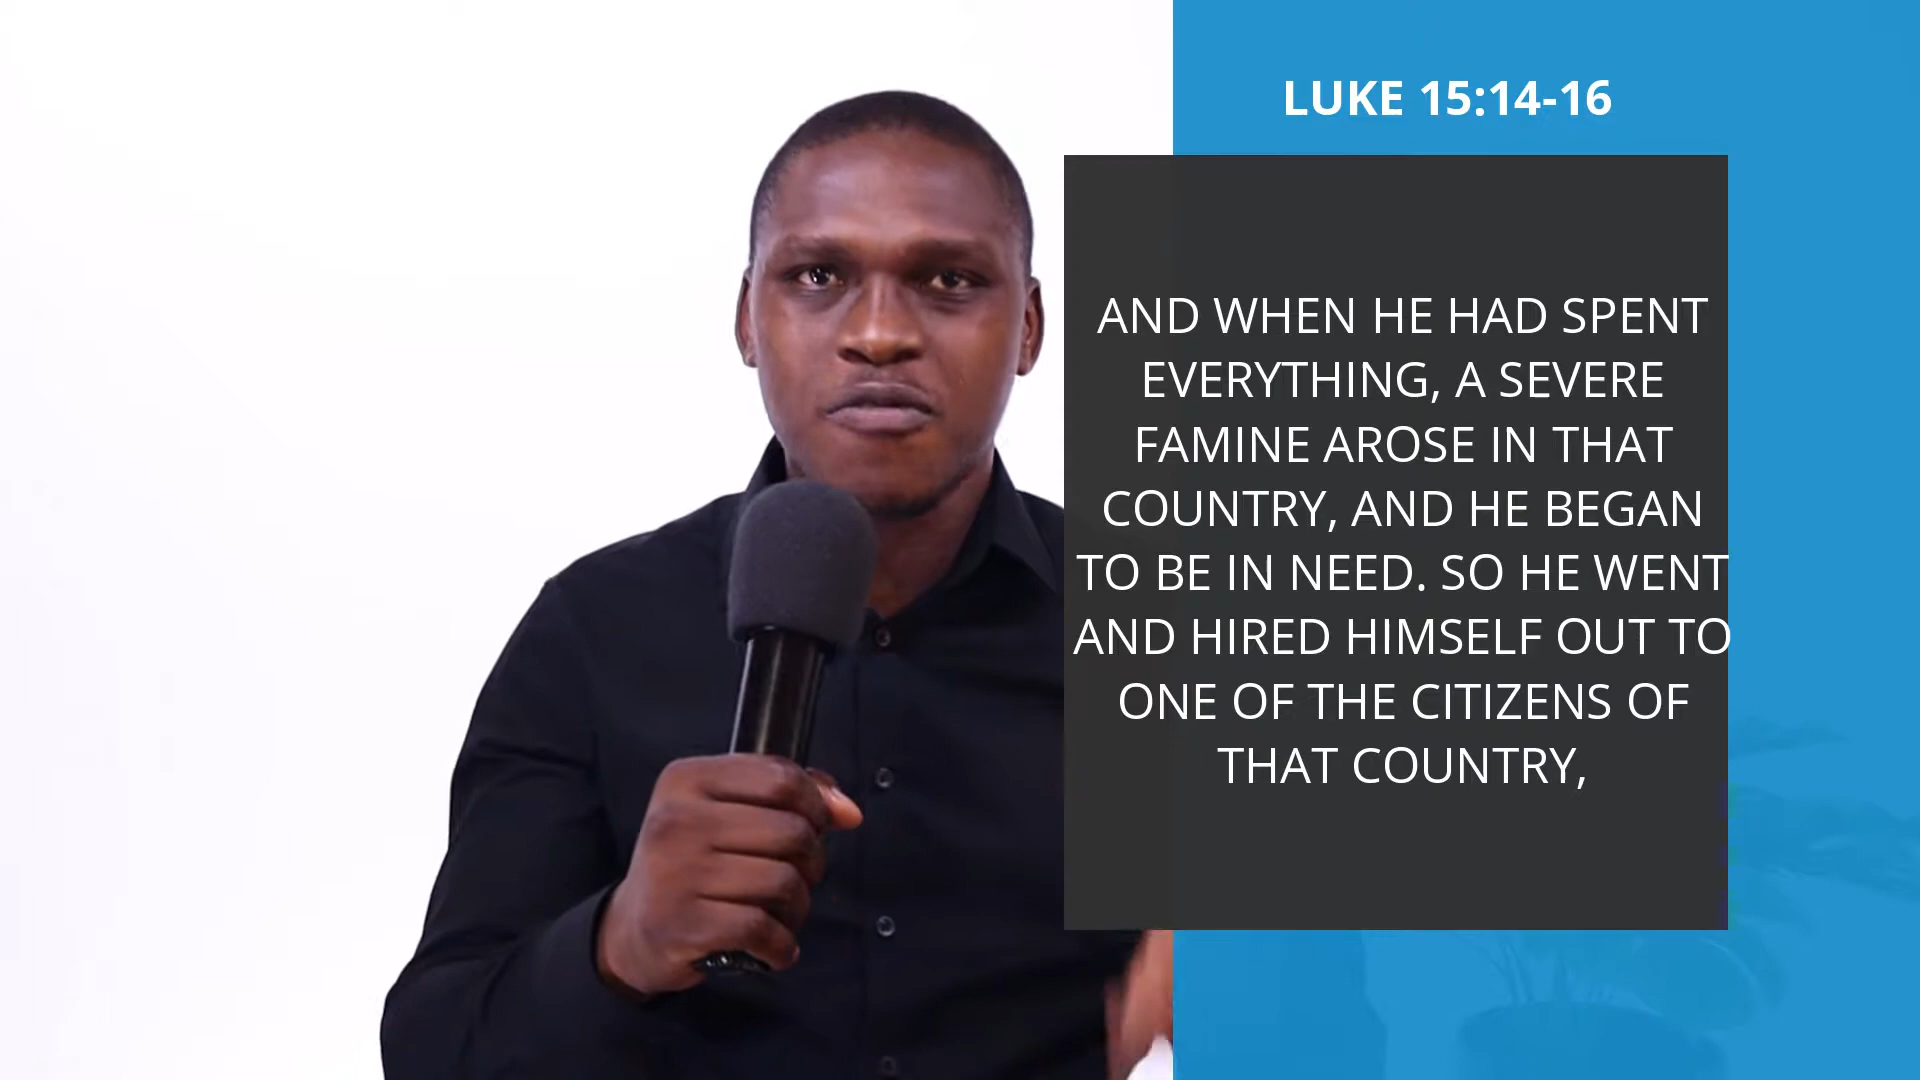 LUKE 15:14-16
AND WHEN HE HAD SPENT
EVERYTHING, A SEVERE
FAMINE AROSE IN THAT
COUNTRY, AND HE BEGAN
TO BE IN NEED. SO HE WENT
AND HIRED HIMSELF OUT TO
ONE OF THE CITIZENS OF
THAT COUNTRY,